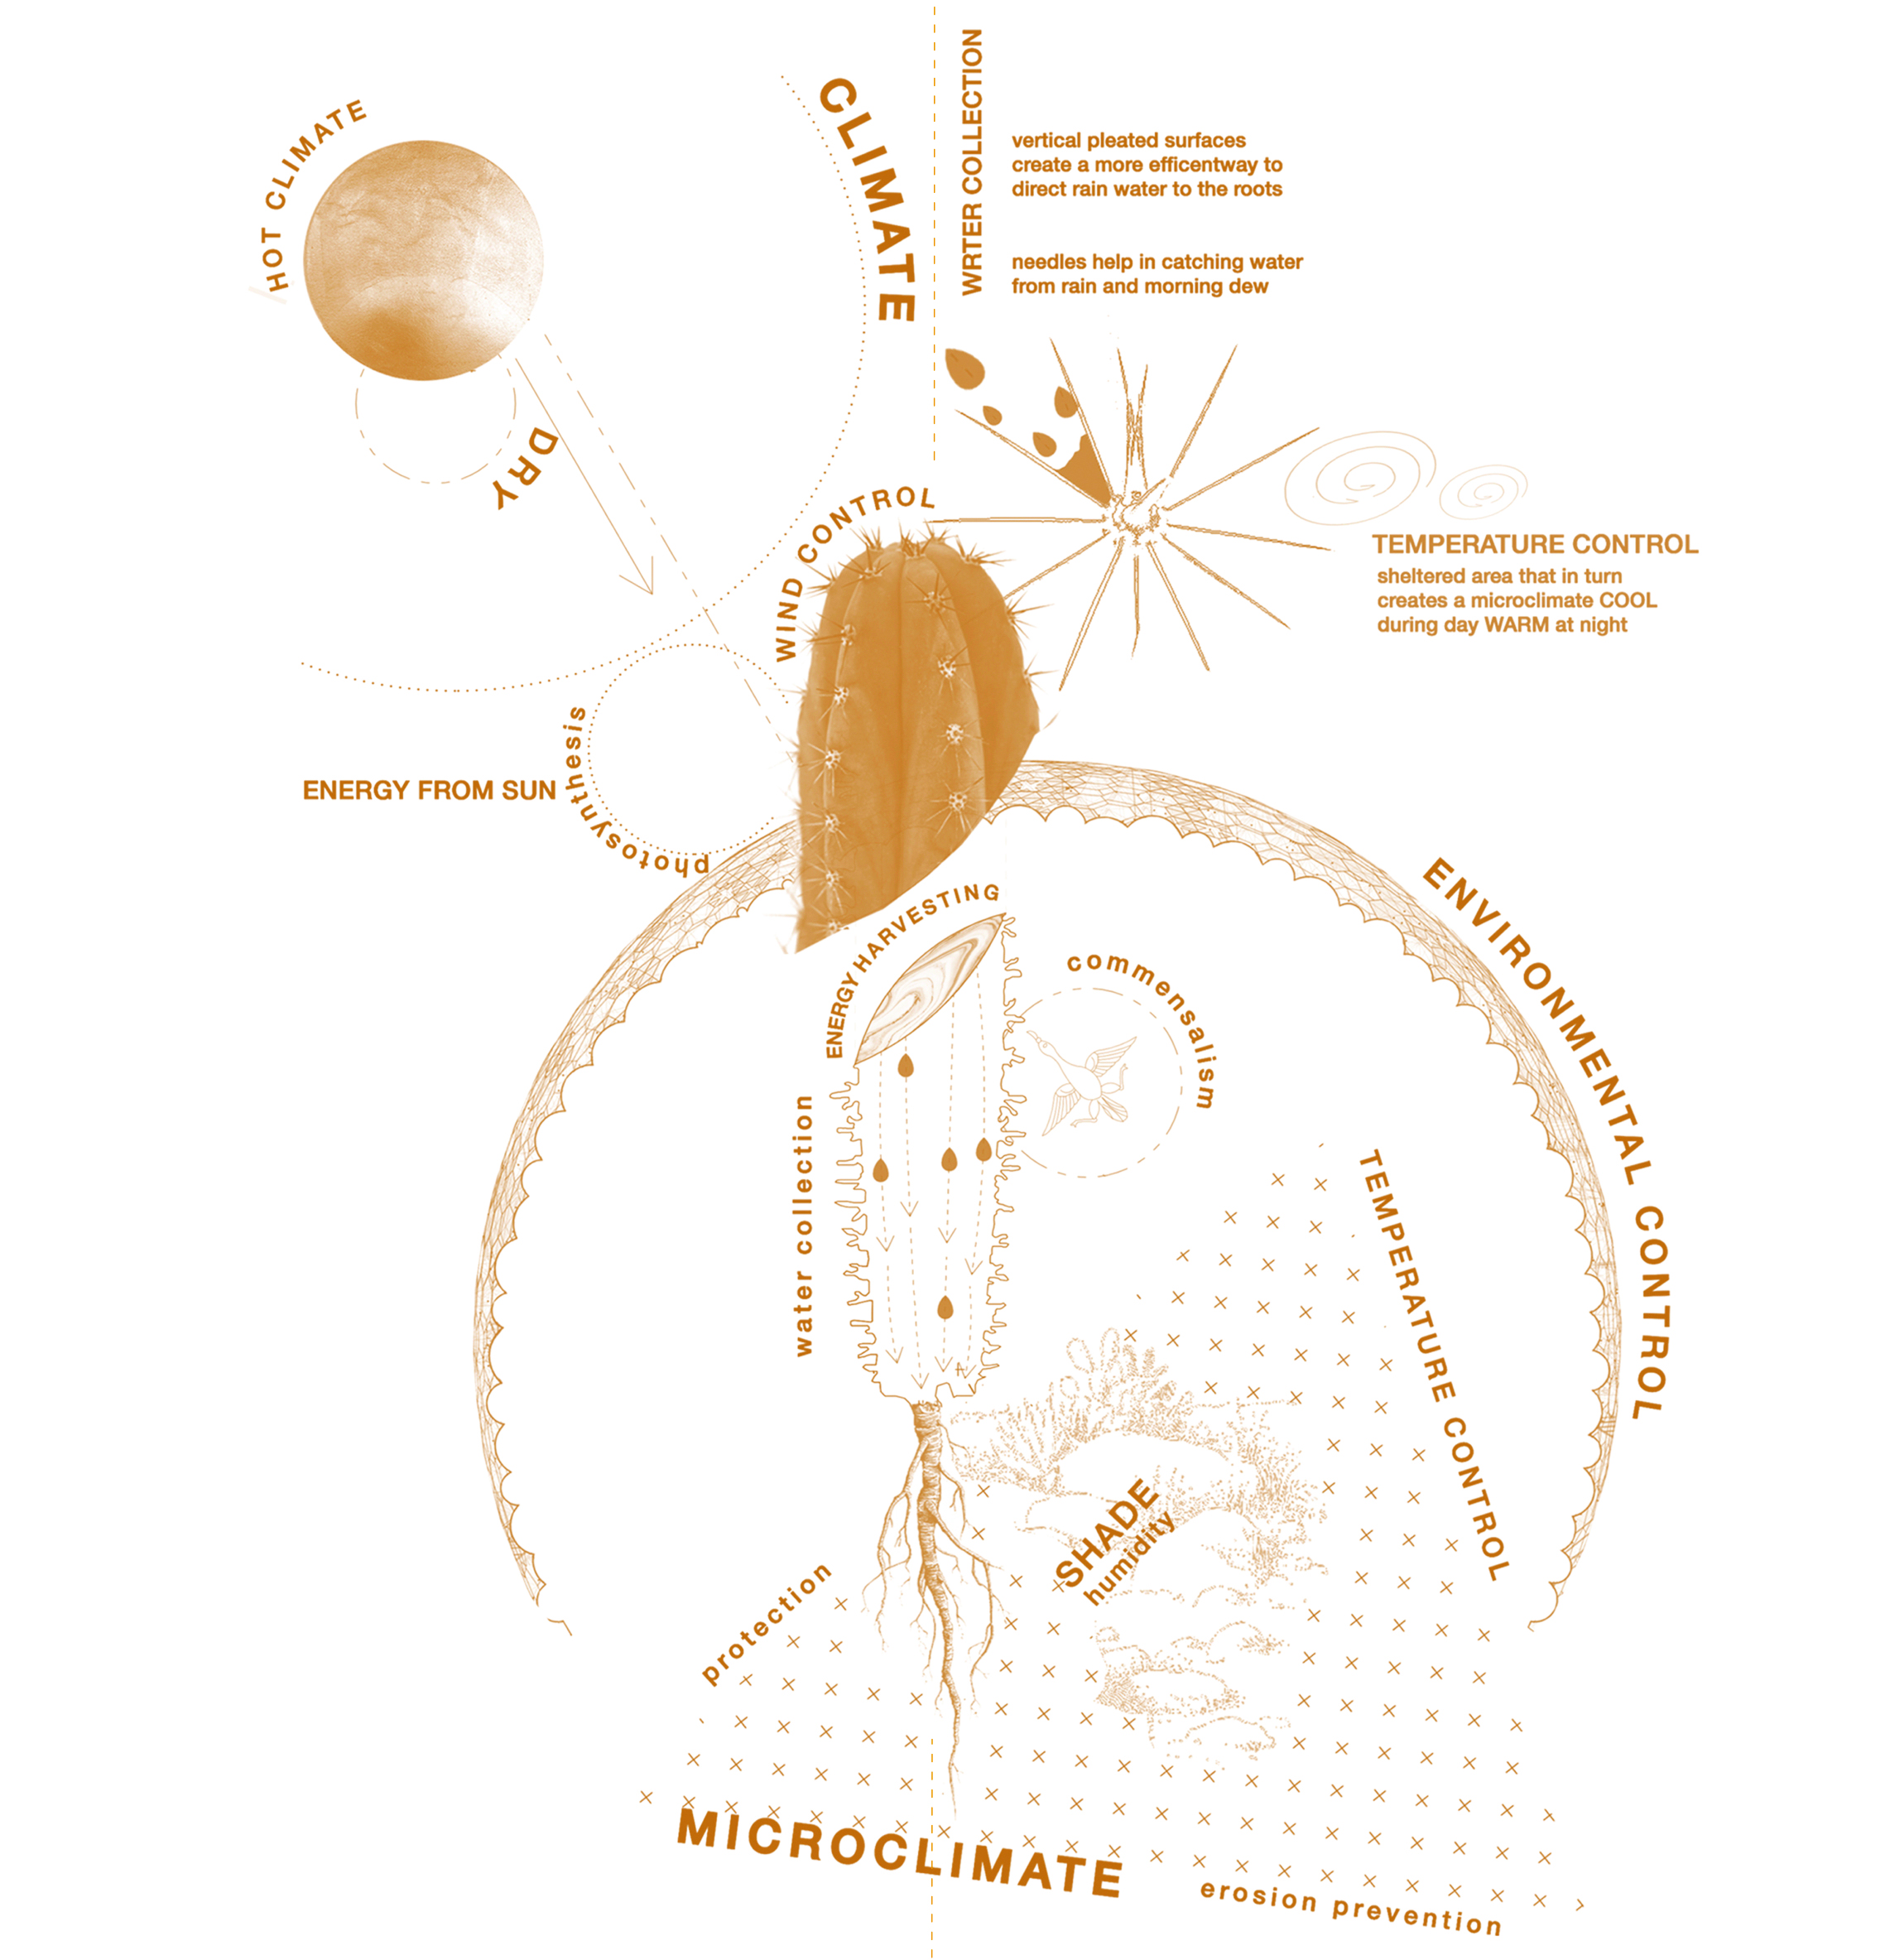 HOT CLIMATE
CLIMATE
WRTER COLLECTION
vertical pleated surfaces
create a more efficentway to
direct rain water to the roots
needles help in catching water
from rain and morning dew
DRY
WIND CONTROL
TEMPERATURE CONTROL
sheltered area that in turn
creates a microclimate COOL
during day WARM at night
ENERGY FROM SUN
photosynthesis
ENERGY HARVESTING
commensalism
ENVIRONMENTAL CONTROL
water collection
TEMPERATURE CONTROL
SHADE
humidity
protection
MICROCLIMATE
erosion prevention